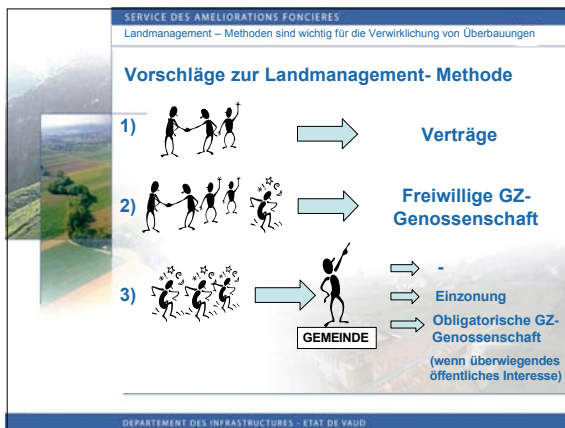 SERVICE DES AMELIORATIONS FONCIERES
Landmanagement – Methoden sind wichtig für die Verwirklichung von Überbauungen
Vorschläge zur Landmanagement- Methode
1)
Verträge
2)
Freiwillige GZ-
Genossenschaft
3)
-
Einzonung
Obligatorische GZ-
Genossenschaft
(wenn überwiegendes
öffentliches Interesse)
GEMEINDE
DEPARTEMENT DES INFRASTRUCTURES - ETAT DE VAUD